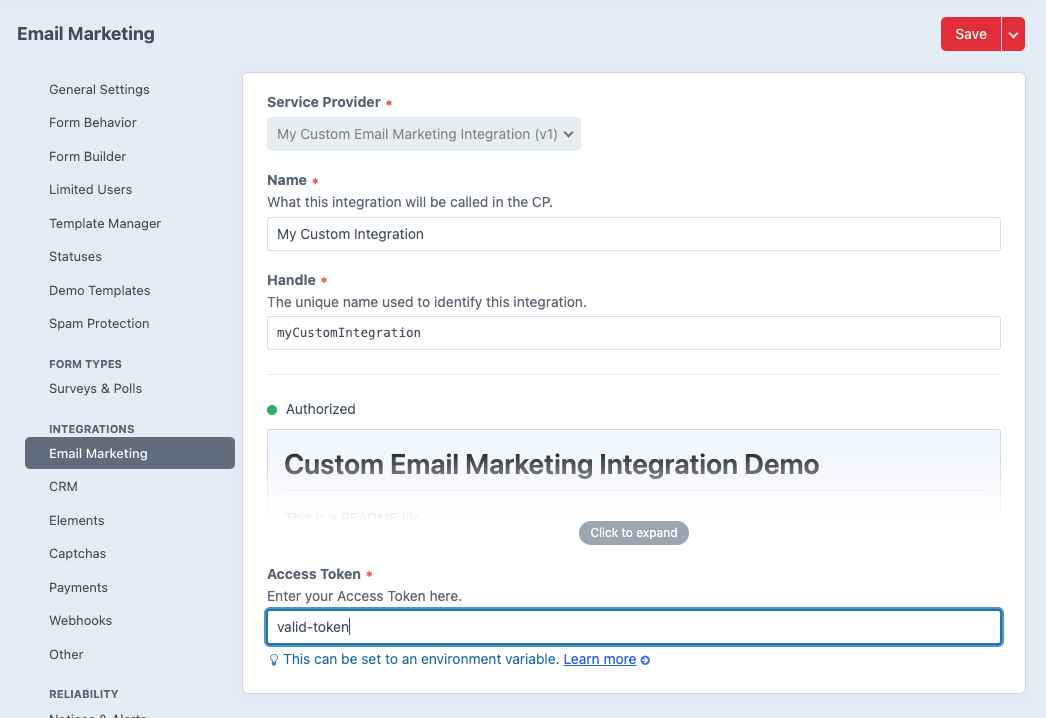 Email Marketing
Save
General Settings
Form Behavior
Form Builder
Limited Users
Template Manager
Statuses
Demo Templates
Spam Protection
FORM TYPES
Surveys & Polls
INTEGRATIONS
Email Marketing
CRM
Elements
Captchas
Payments
Webhooks
Other
RELIABILITY
Notices & Alerts
Service Provider *
My Custom Email Marketing Integration (v1)
Name *
What this integration will be called in the CP.
My Custom Integration
Handle *
The unique name used to identify this integration.
myCustomIntegration
Authorized
Custom Email Marketing Integration Demo
This is a README file
Click to expand
Access Token *
Enter your Access Token here.
valid-token
This can be set to an environment variable. Learn more